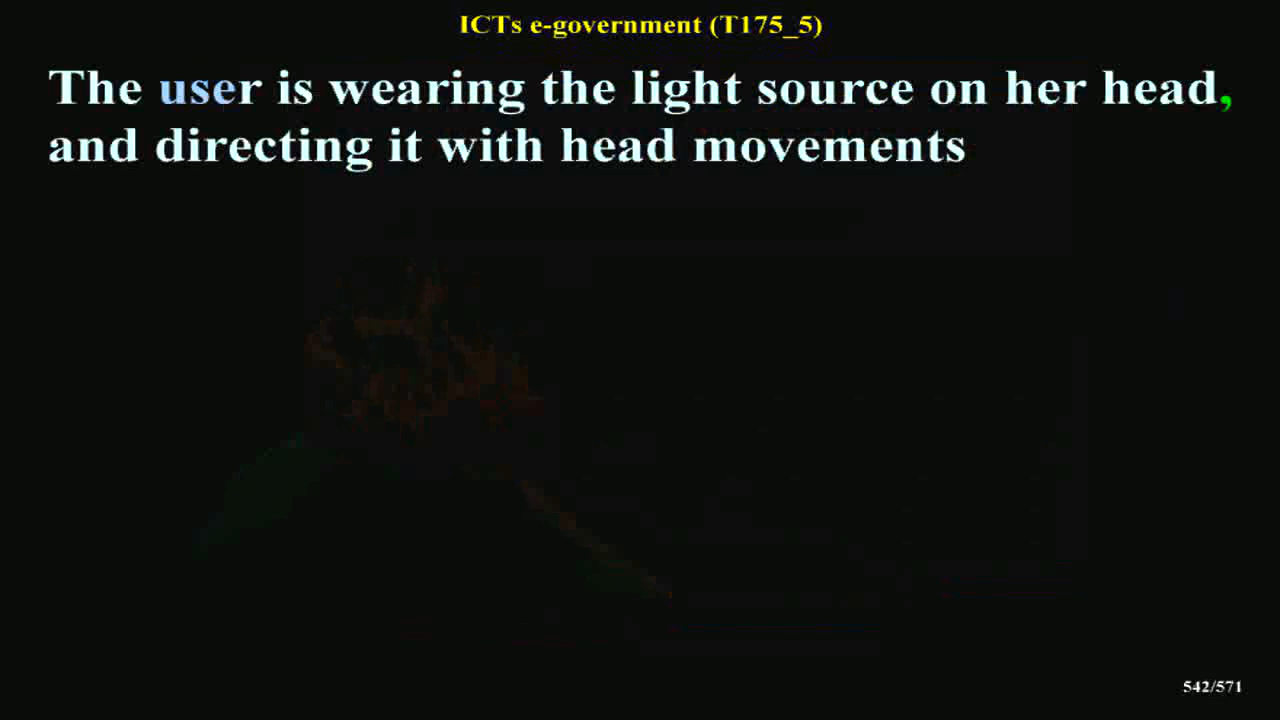 ICTs e-government (T175_5)
The user is wearing the light source on her head,
and directing it with head movements
542/571